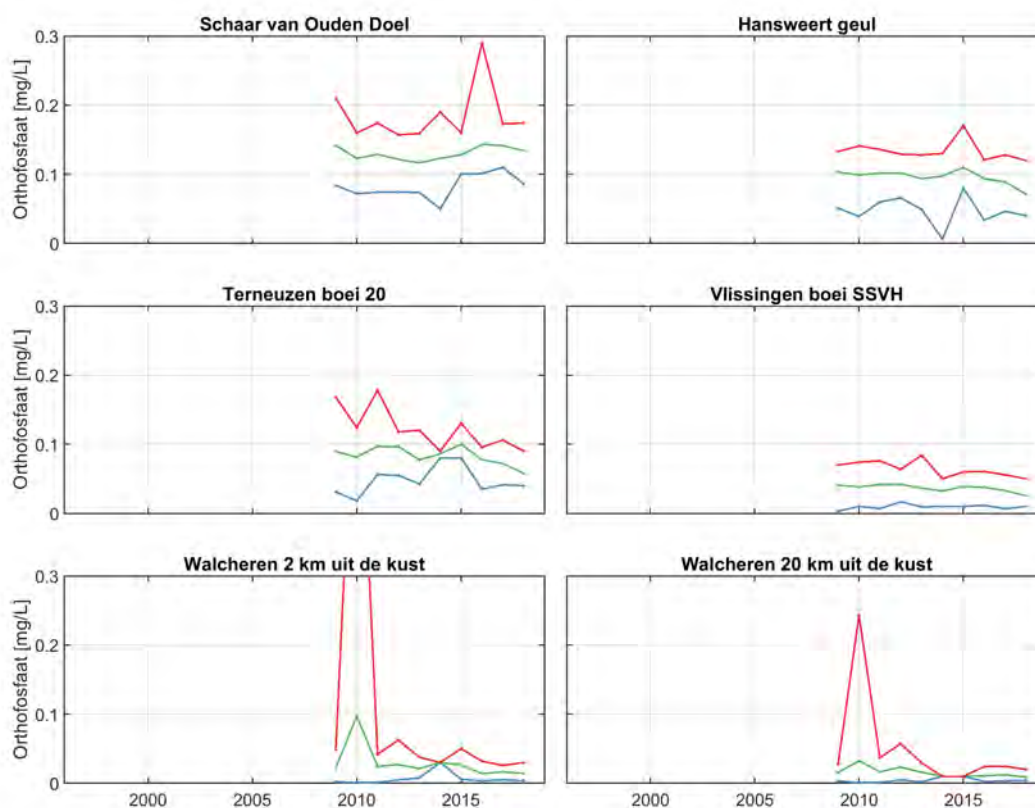 Schaar van Ouden Doel
Hansweert geul
0.3
0.2
0.1
0
Orthofosfaat [mg/L]
Terneuzen boei 20
Vlissingen boei SSVH
0.3
0.2
0.1
0
Orthofosfaat [mg/L]
Walcheren 2 km uit de kust
Walcheren 20 km uit de kust
0.3
0.2
0.1
0
Orthofosfaat [mg/L]
2000 2005 2010 2015
2000 2005 2010 2015